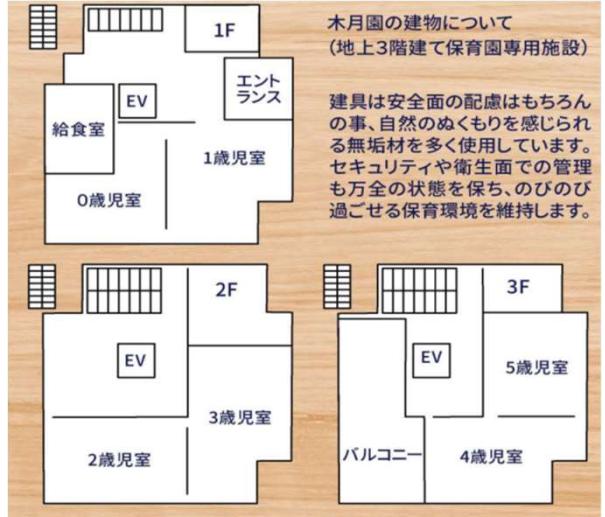 木月園の建物について
(地上3階建て保育園専用施設)
建具は安全面の配慮はもちろん
の事、自然のぬくもりを感じられ
る無垢材を多く使用しています。
セキュリティや衛生面での管理
も万全の状態を保ち、のびのび
過ごせる保育環境を維持します。
1F
エント
ランス
EV
給食室
1歳児室
0歳児室
2F
EV
3歳児室
2歳児室
3F
EV
5歳児室
バルコニー
4歳児室